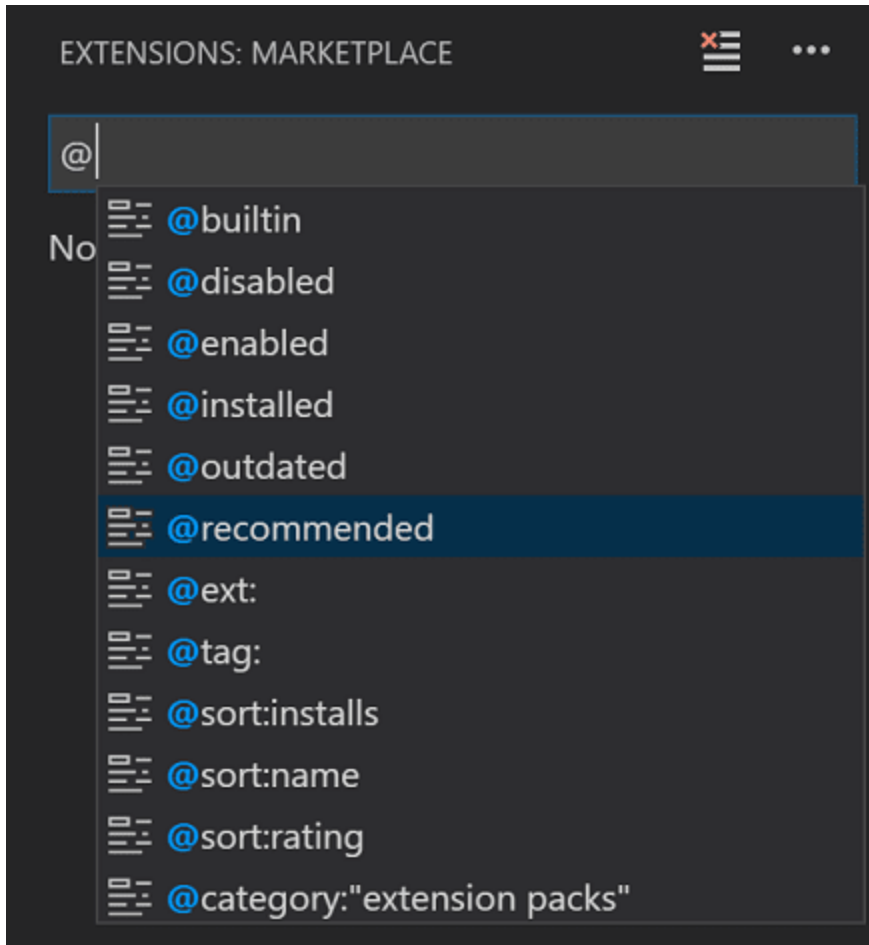 EXTENSIONS: MARKETPLACE
@
No
@builtin
@disabled
@enabled
@installed
@outdated
@recommended
@ext:
@tag:
@sort:installs
@sort:name
@sort:rating
@category:"extension packs"